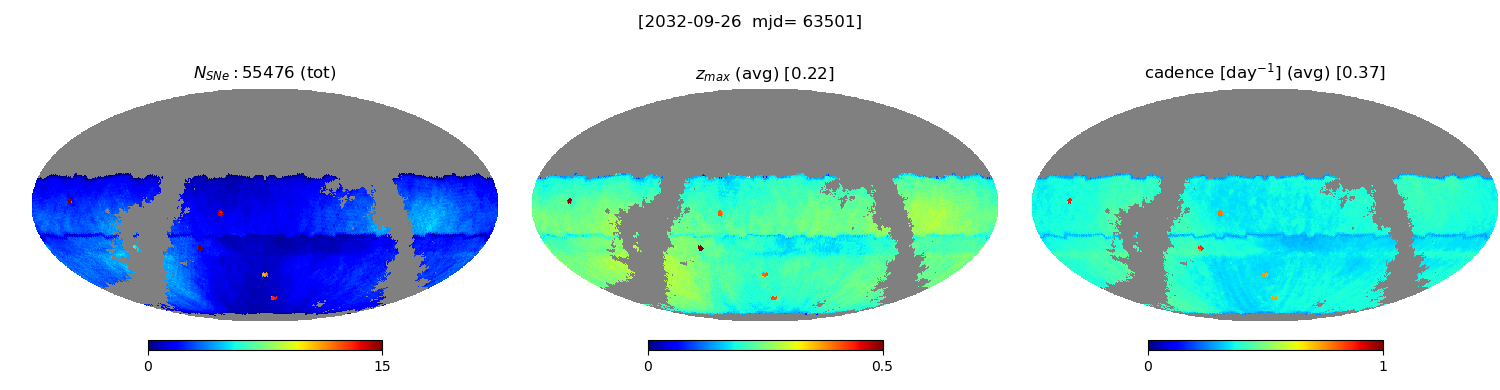 [2032-09-26  mjd= 63501]
N_SNe : 55476 (tot)
z_max (avg) [0.22]
cadence [day⁻¹] (avg) [0.37]
0 15
0 0.5
0 1